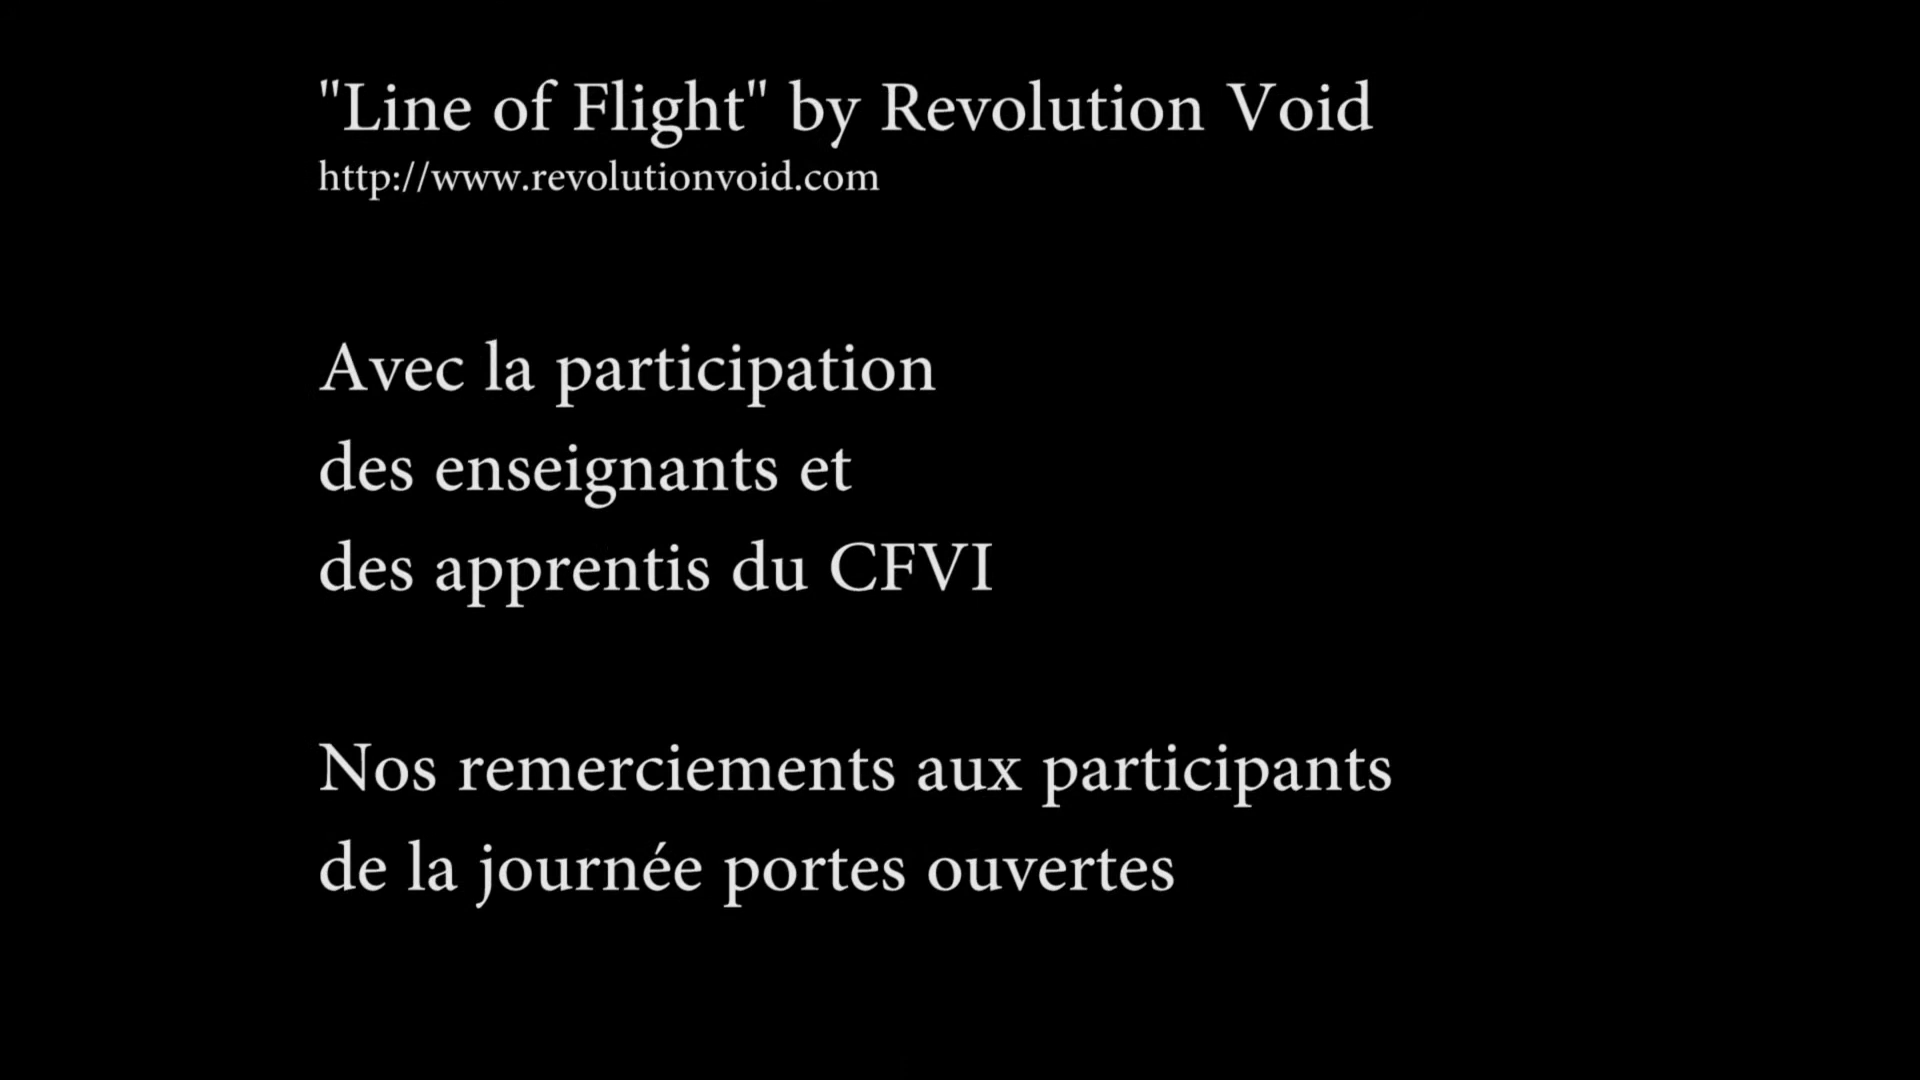 "Line of Flight" by Revolution Void
http://www.revolutionvoid.com
Avec la participation
des enseignants et
des apprentis du CFVI
Nos remerciements aux participants
de la journée portes ouvertes